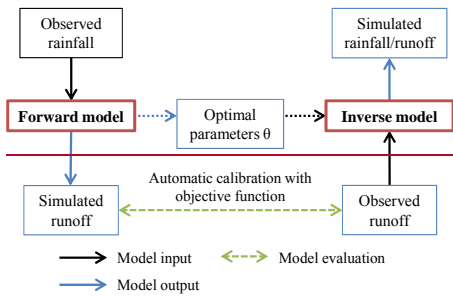 Observed
rainfall
Simulated
rainfall/runoff
Forward model
Optimal
parameters θ
Inverse model
Automatic calibration with
objective function
Simulated
runoff
Observed
runoff
Model input
Model evaluation
Model output